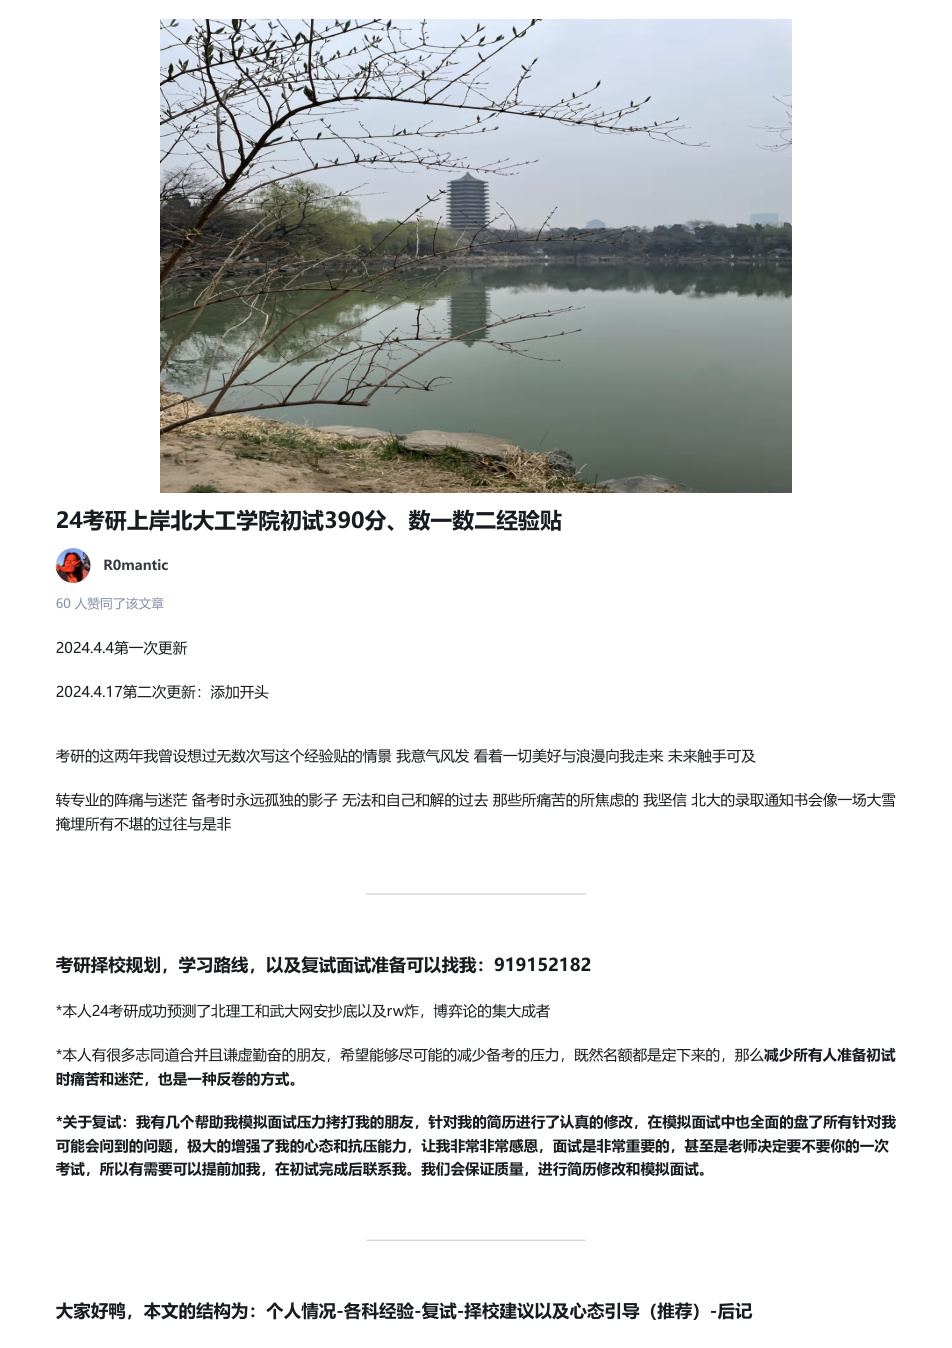 24考研上岸北大工学院初试390分、数一数二经验贴
R0mantic
60 人赞同了该文章
2024.4.4第一次更新
2024.4.17第二次更新：添加开头
考研的这两年我曾设想过无数次写这个经验贴的情景 我意气风发 看着一切美好与浪漫向我走来 未来触手可及
转专业的阵痛与迷茫 备考时永远孤独的影子 无法和自己和解的过去 那些所痛苦的所焦虑的 我坚信 北大的录取通知书会像一场大雪
掩埋所有不堪的过往与是非
考研择校规划，学习路线，以及复试面试准备可以找我：919152182
*本人24考研成功预测了北理工和武大网安抄底以及rw炸，博弈论的集大成者
*本人有很多志同道合并且谦虚勤奋的朋友，希望能够尽可能的减少备考的压力，既然名额都是定下来的，那么减少所有人准备初试
时痛苦和迷茫，也是一种反卷的方式。
*关于复试：我有几个帮助我模拟面试压力拷打我的朋友，针对我的简历进行了认真的修改，在模拟面试中也全面的盘了所有针对我
可能会问到的问题，极大的增强了我的心态和抗压能力，让我非常非常感恩，面试是非常重要的，甚至是老师决定要不要你的一次
考试，所以有需要可以提前加我，在初试完成后联系我。我们会保证质量，进行简历修改和模拟面试。
大家好鸭，本文的结构为：个人情况-各科经验-复试-择校建议以及心态引导（推荐）-后记